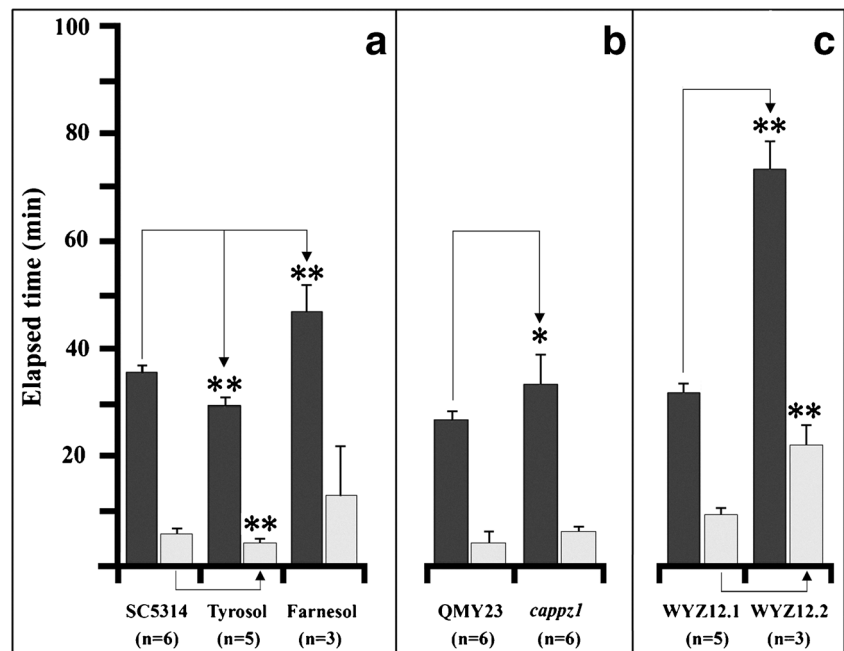 a
b
c
100
80
60
40
20
Elapsed time (min)
**
**
**
*
**
**
SC5314 Tyrosol Farnesol
(n=6) (n=5) (n=3)
QMY23 cappz1
(n=6) (n=6)
WYZ12.1 WYZ12.2
(n=5) (n=3)